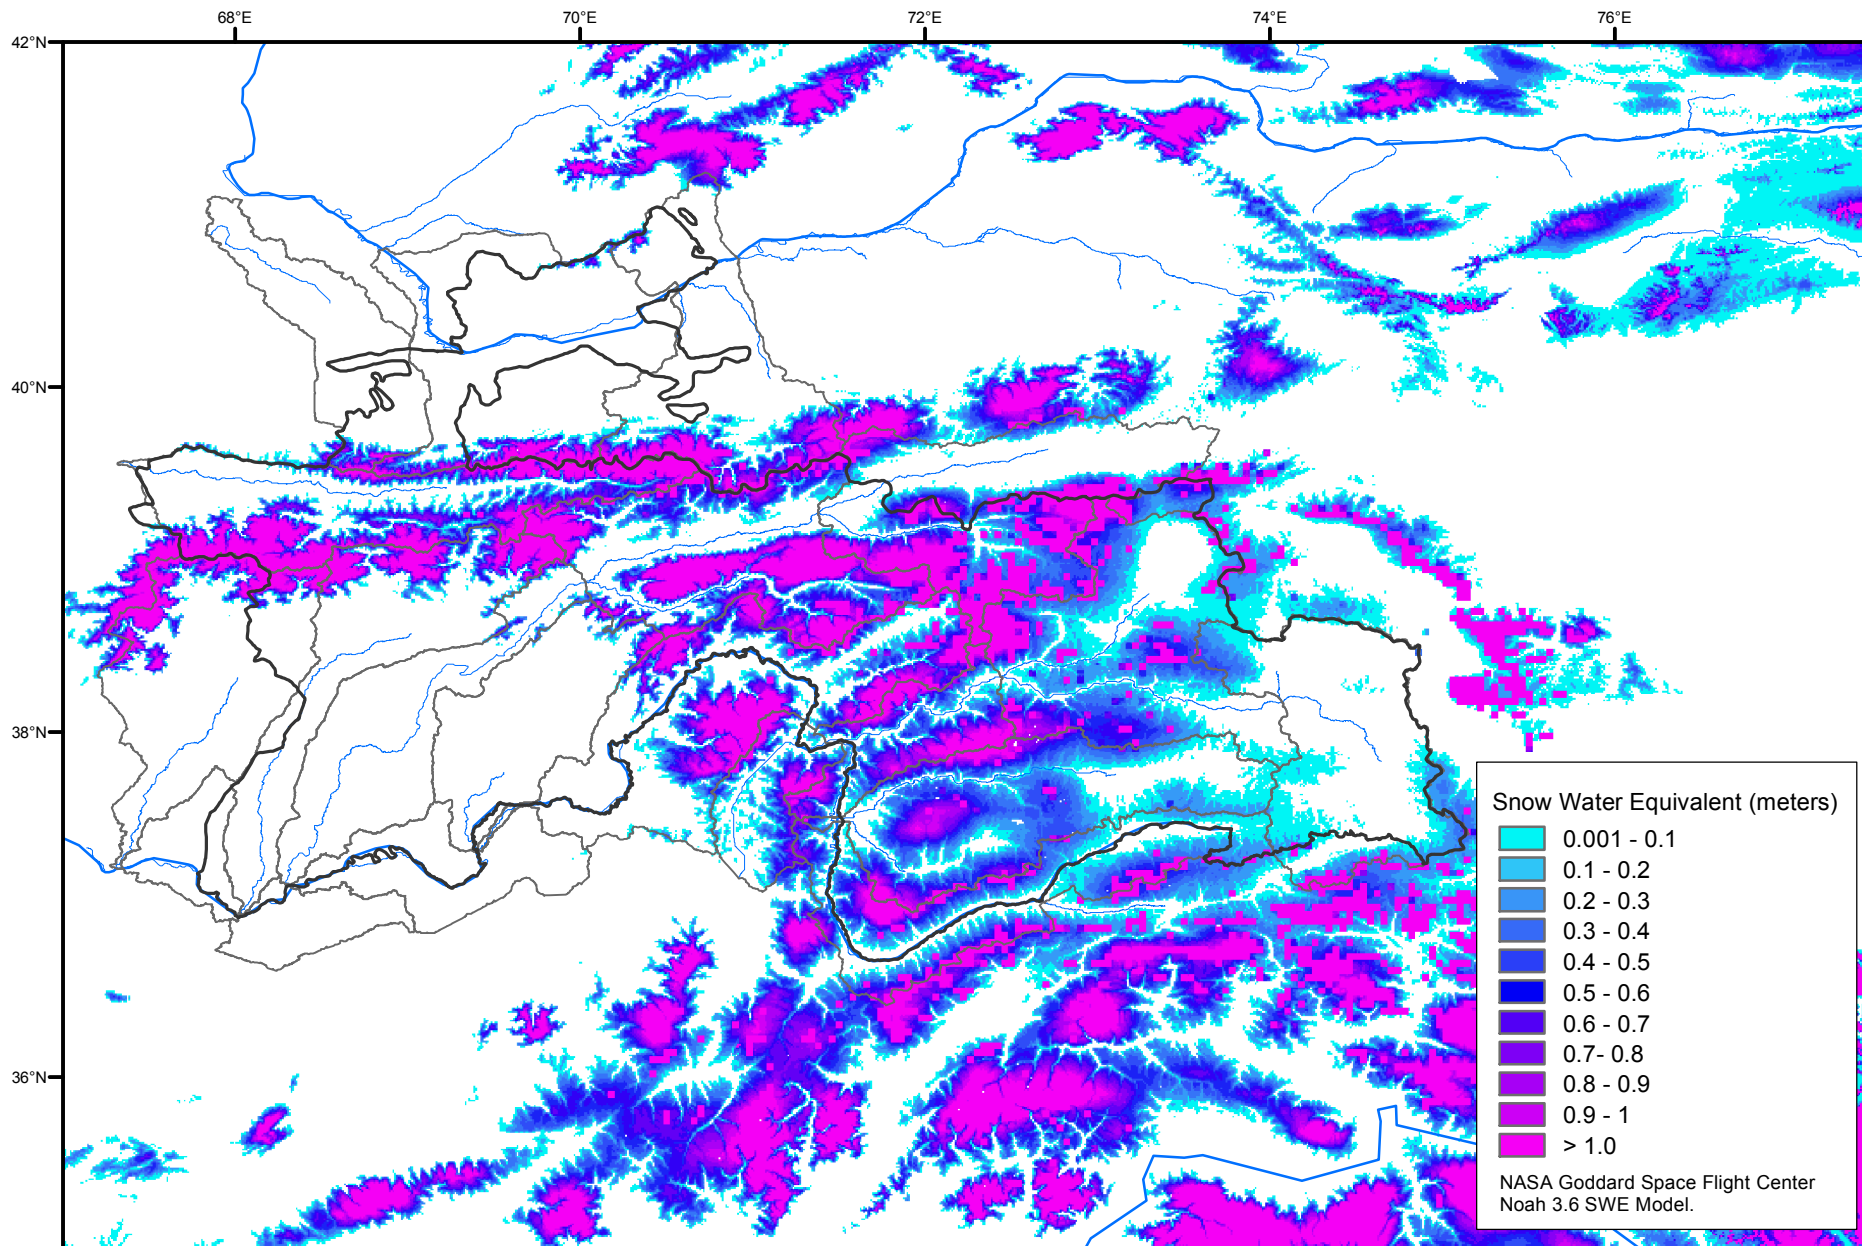 68°E
70°E
72°E
74°E
76°E
42°N
40°N
38°N
36°N
Snow Water Equivalent (meters)
0.001 - 0.1
0.1 - 0.2
0.2 - 0.3
0.3 - 0.4
0.4 - 0.5
0.5 - 0.6
0.6 - 0.7
0.7- 0.8
0.8 - 0.9
0.9 - 1
> 1.0
NASA Goddard Space Flight Center
Noah 3.6 SWE Model.